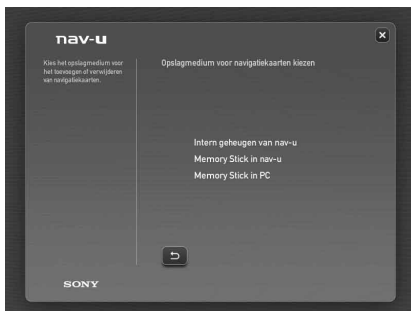 nav-u
Kies het opslagmedium voor
het toevoegen of verwijderen
van navigatiekaarten.
Opslagmedium voor navigatiekaarten kiezen
Intern geheugen van nav-u
Memory Stick in nav-u
Memory Stick in PC
SONY